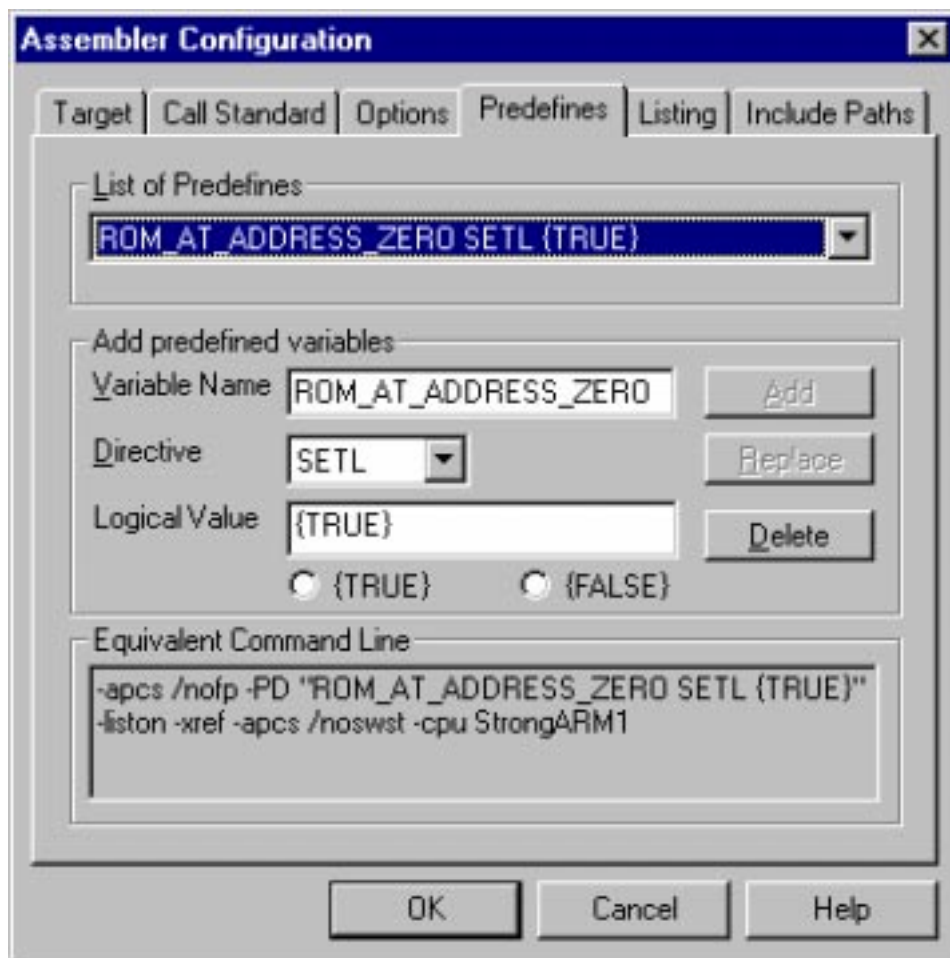 Assembler Configuration
Target Call Standard Options Predefines Listing Include Paths
List of Predefines
ROM_AT_ADDRESS_ZERO SETL {TRUE}
Add predefined variables
Variable Name ROM_AT_ADDRESS_ZERO Add
Directive SETL Replace
Logical Value {TRUE} Delete
{TRUE} {FALSE}
Equivalent Command Line
-apcs /nofp -PD "ROM_AT_ADDRESS_ZERO SETL {TRUE}"
-liston -xref -apcs /noswst -cpu StrongARM1
OK Cancel Help